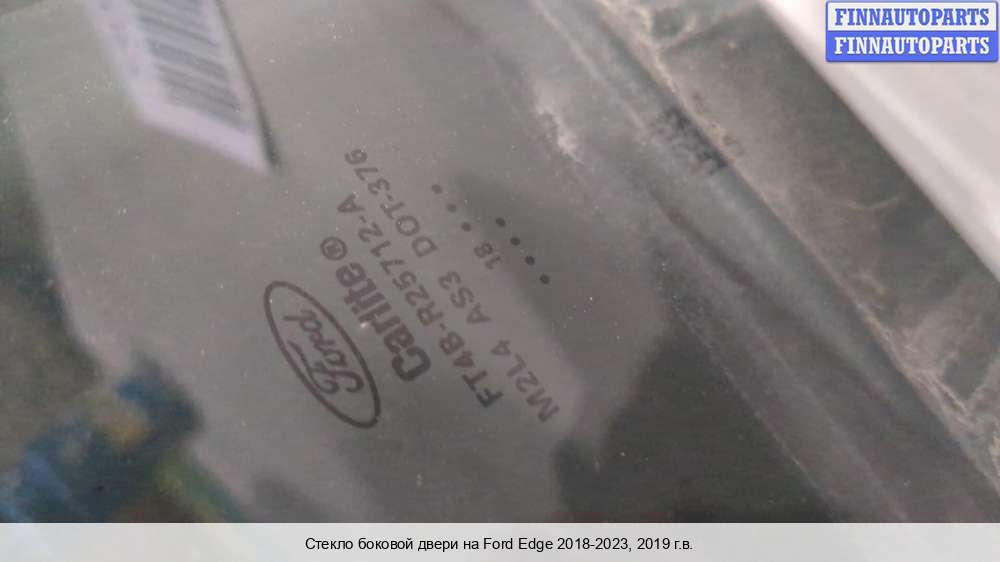 FINNAUTOPARTS
FINNAUTOPARTS
Ford
Carlite®
FT4B-R25712-A
M2L4 AS3 DOT-376
18
Стекло боковой двери на Ford Edge 2018-2023, 2019 г.в.